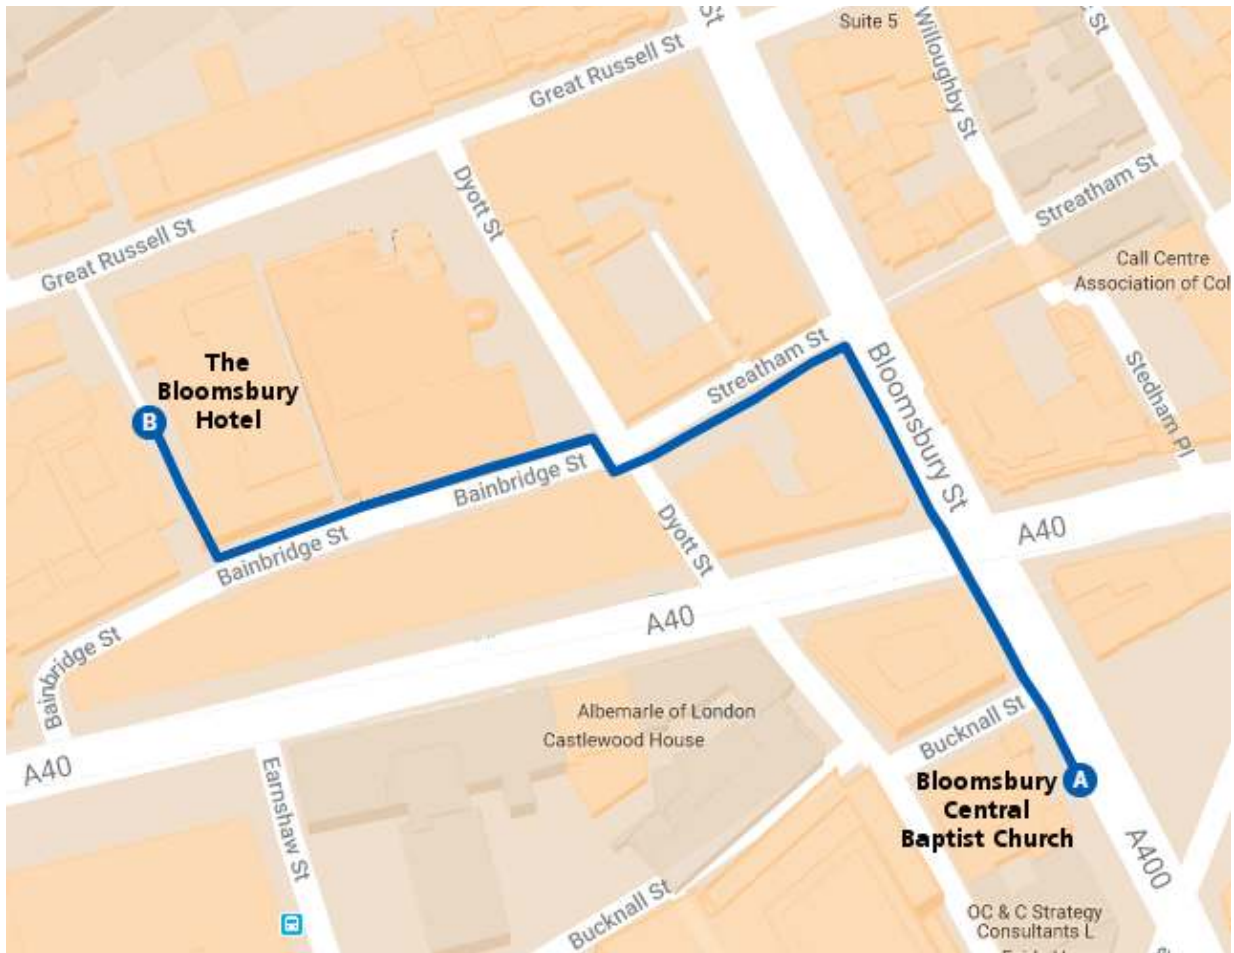 St
Suite 5
Willoughby St
St
Great Russell St
Dyott St
Streatham St
Great Russell St
Call Centre
Association of Col
The
Bloomsbury
Hotel
B
Streatham St
Bloomsbury St
Stedham Pl
Bainbridge St
Dyott St
A40
Bainbridge St
A40
Bainbridge St
Albemarle of London
Castlewood House
Bucknall St
A40
Earnshaw St
Bloomsbury
Central
Baptist Church
A
A400
Bucknall St
OC & C Strategy
Consultants L